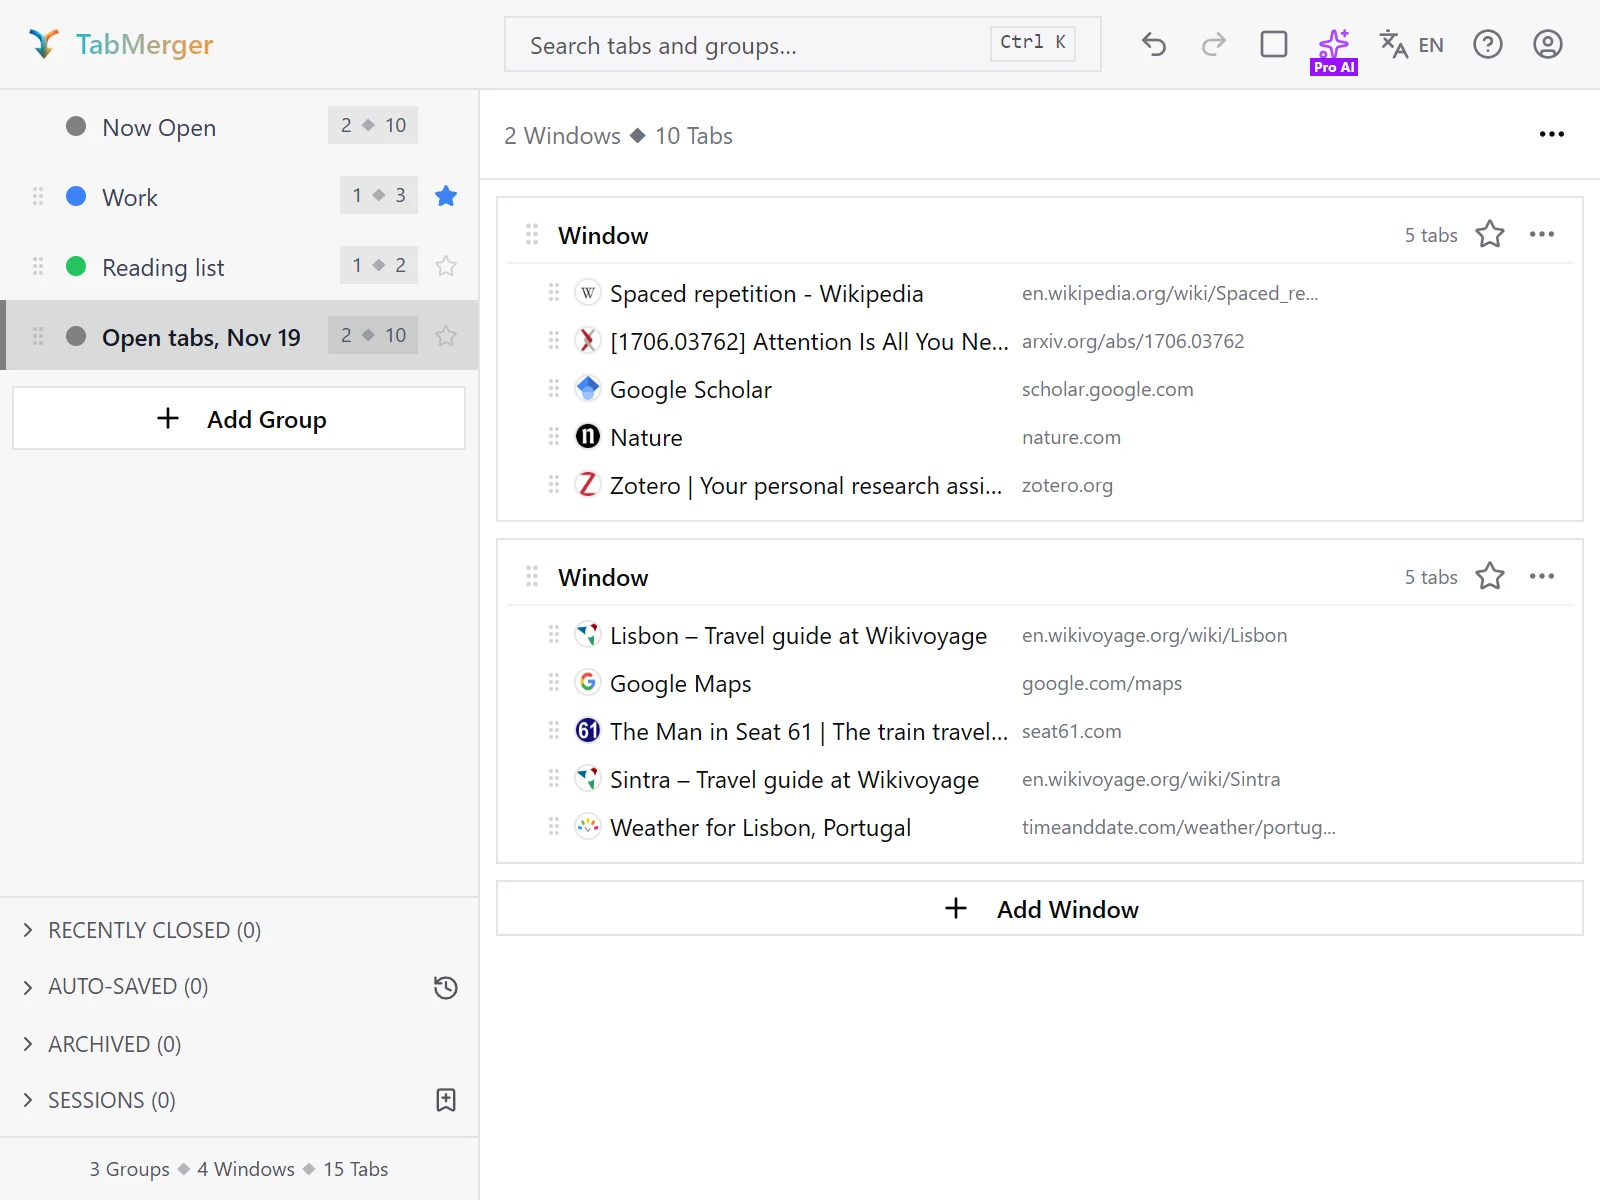 TabMerger
Search tabs and groups...
Ctrl K
Pro AI
EN
Now Open
2 ◆ 10
Work
1 ◆ 3
Reading list
1 ◆ 2
Open tabs, Nov 19
2 ◆ 10
+ Add Group
RECENTLY CLOSED (0)
AUTO-SAVED (0)
ARCHIVED (0)
SESSIONS (0)
3 Groups ◆ 4 Windows ◆ 15 Tabs
2 Windows ◆ 10 Tabs
Window
5 tabs
W Spaced repetition - Wikipedia en.wikipedia.org/wiki/Spaced_re...
[1706.03762] Attention Is All You Ne... arxiv.org/abs/1706.03762
Google Scholar scholar.google.com
n Nature nature.com
Z Zotero | Your personal research assi... zotero.org
Window
5 tabs
Lisbon – Travel guide at Wikivoyage en.wikivoyage.org/wiki/Lisbon
G Google Maps google.com/maps
61 The Man in Seat 61 | The train travel... seat61.com
Sintra – Travel guide at Wikivoyage en.wikivoyage.org/wiki/Sintra
Weather for Lisbon, Portugal timeanddate.com/weather/portug...
+ Add Window